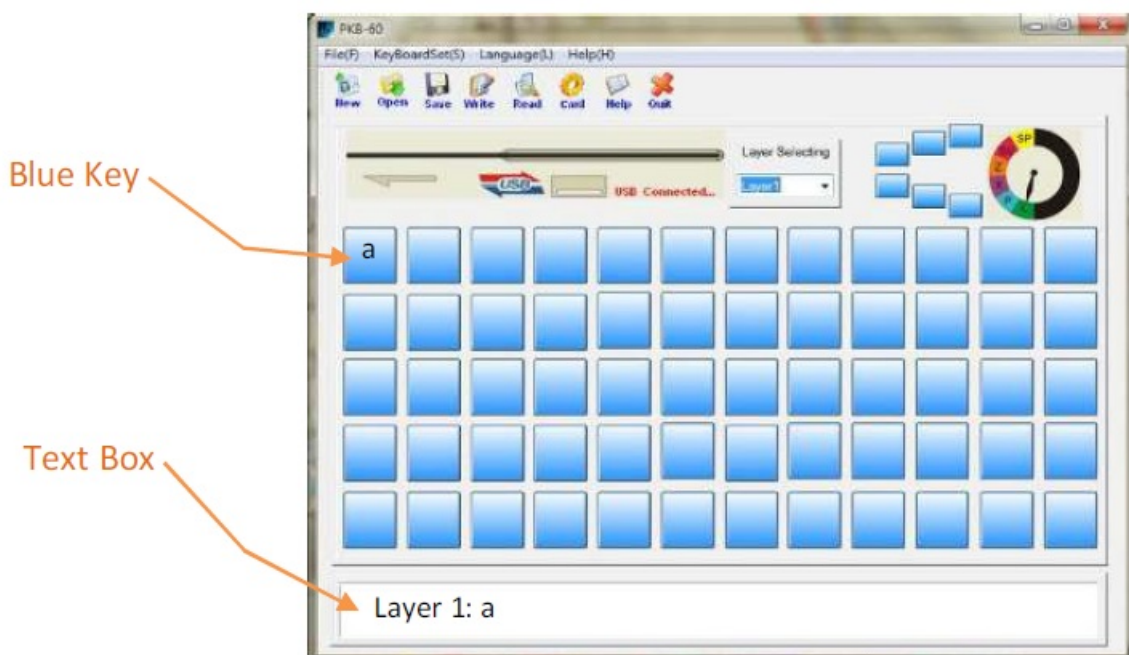 PKB-60
File(F) KeyBoardSet(S) Language(L) Help(H)
New Open Save Write Read Card Help Quit
Layer Selecting
Layer1
USB
USB Connected...
SP
Z
X
P
L
Blue Key
a
Text Box
Layer 1: a